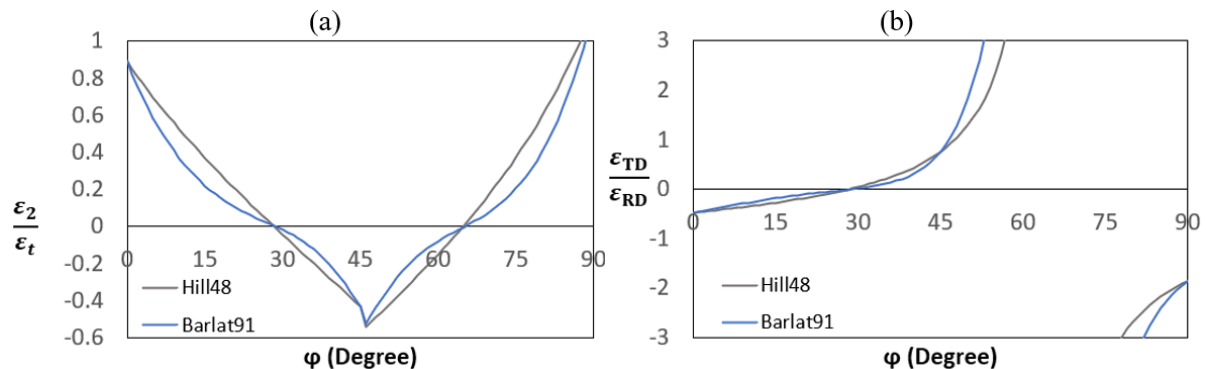 (a)
1
0.8
0.6
0.4
0.2
0
-0.2
-0.4
-0.6
ε2
εt
0 15 30 45 60 75 90
Hill48
Barlat91
φ (Degree)
(b)
3
2
1
0
-1
-2
-3
εTD
εRD
0 15 30 45 60 75 90
Hill48
Barlat91
φ (Degree)